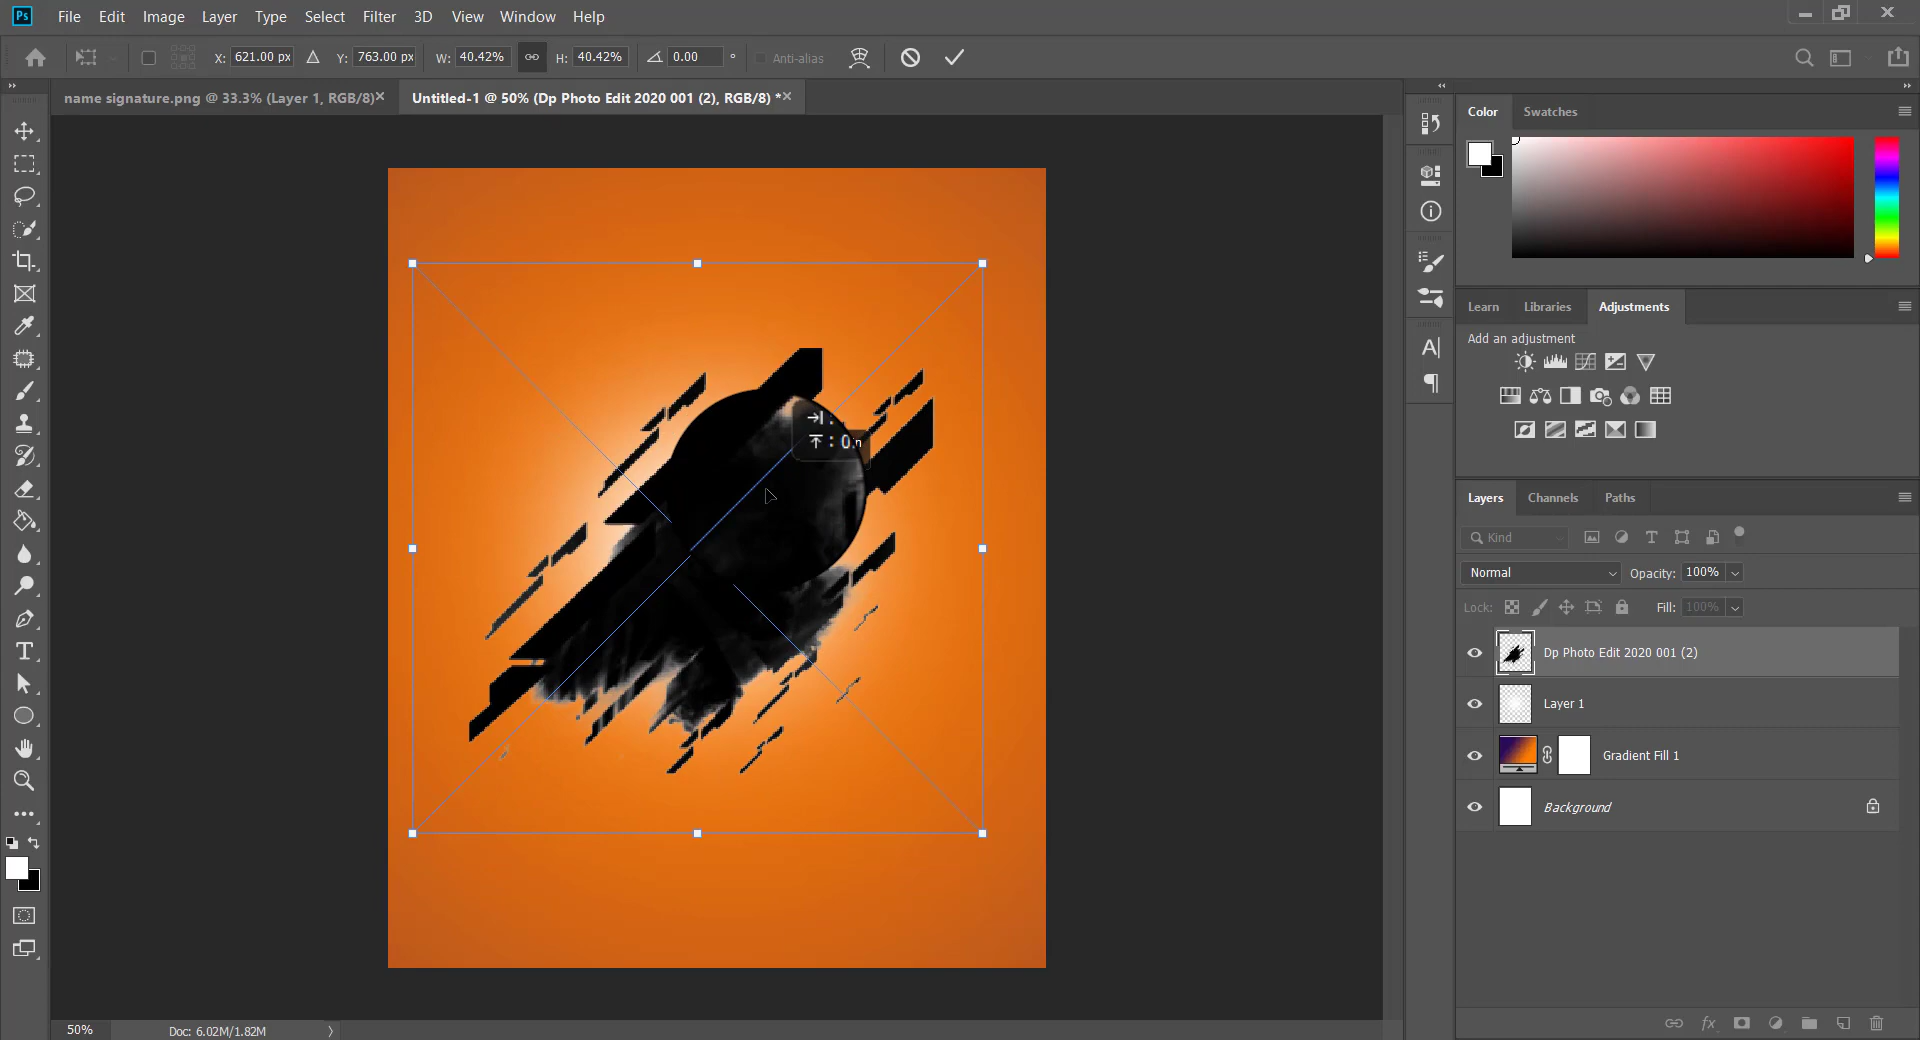 Ps File Edit Image Layer Type Select Filter 3D View Window Help
X: 621.00 px Y: 763.00 px W: 40.42% H: 40.42% 0.00 ° Anti-alias
name signature.png @ 33.3% (Layer 1, RGB/8) ×
Untitled-1 @ 50% (Dp Photo Edit 2020 001 (2), RGB/8) * ×
Color Swatches
Learn Libraries Adjustments
Add an adjustment
Layers Channels Paths
Kind
Normal Opacity: 100%
Lock: Fill: 100%
Dp Photo Edit 2020 001 (2)
Layer 1
Gradient Fill 1
Background
50% Doc: 6.02M/1.82M